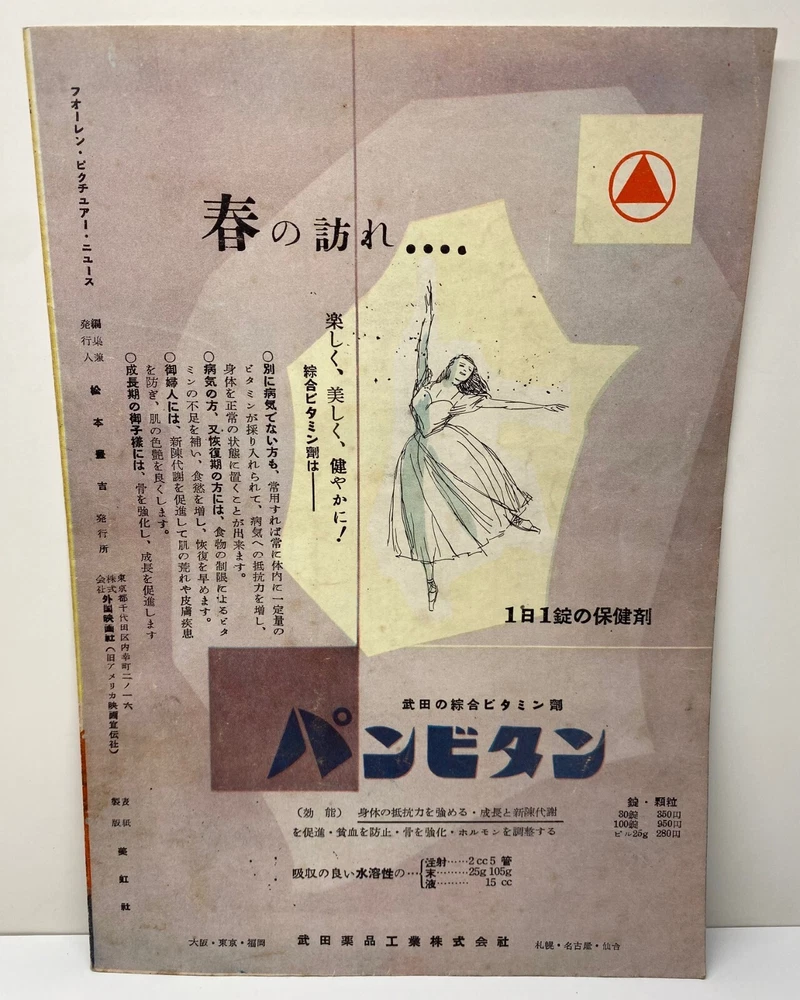 春の訪れ‥‥
楽しく、美しく、健やかに！
綜合ビタミン劑は――
○別に病気でない方も、常用すれば常に体内に一定量の
ビタミンが採り入れられて、病気への抵抗力を増し、
身体を正常の状態に置くことが出来ます。
○病気の方、又恢復期の方には、食物の制限によるビタ
ミンの不足を補い、食慾を増し、恢復を早めます。
○御婦人には、新陳代謝を促進して肌の荒れや皮膚疾患
を防ぎ、肌の色艶を良くします。
○成長期の御子様には、骨を強化し、成長を促進します
1日1錠の保健剤
武田の綜合ビタミン劑
パンビタン
（効 能） 身体の抵抗力を強める・成長と新陳代謝
を促進・貧血を防止・骨を強化・ホルモンを調整する
錠・顆粒
30錠 350円
100錠 950円
ビル25g 280円
吸収の良い水溶性の…
注射……2cc 5管
末………25g 105g
液……… 15cc
大阪・東京・福岡 武田薬品工業株式会社 札幌・名古屋・仙台
フオーレン・ピクチュアー・ニュース
編集兼
発行人
松本豊吉
発行所
東京都千代田区内幸町二ノ一六
株式会社 外国映画社（旧アメリカ映画宣伝社）
表紙
製版
美虹社